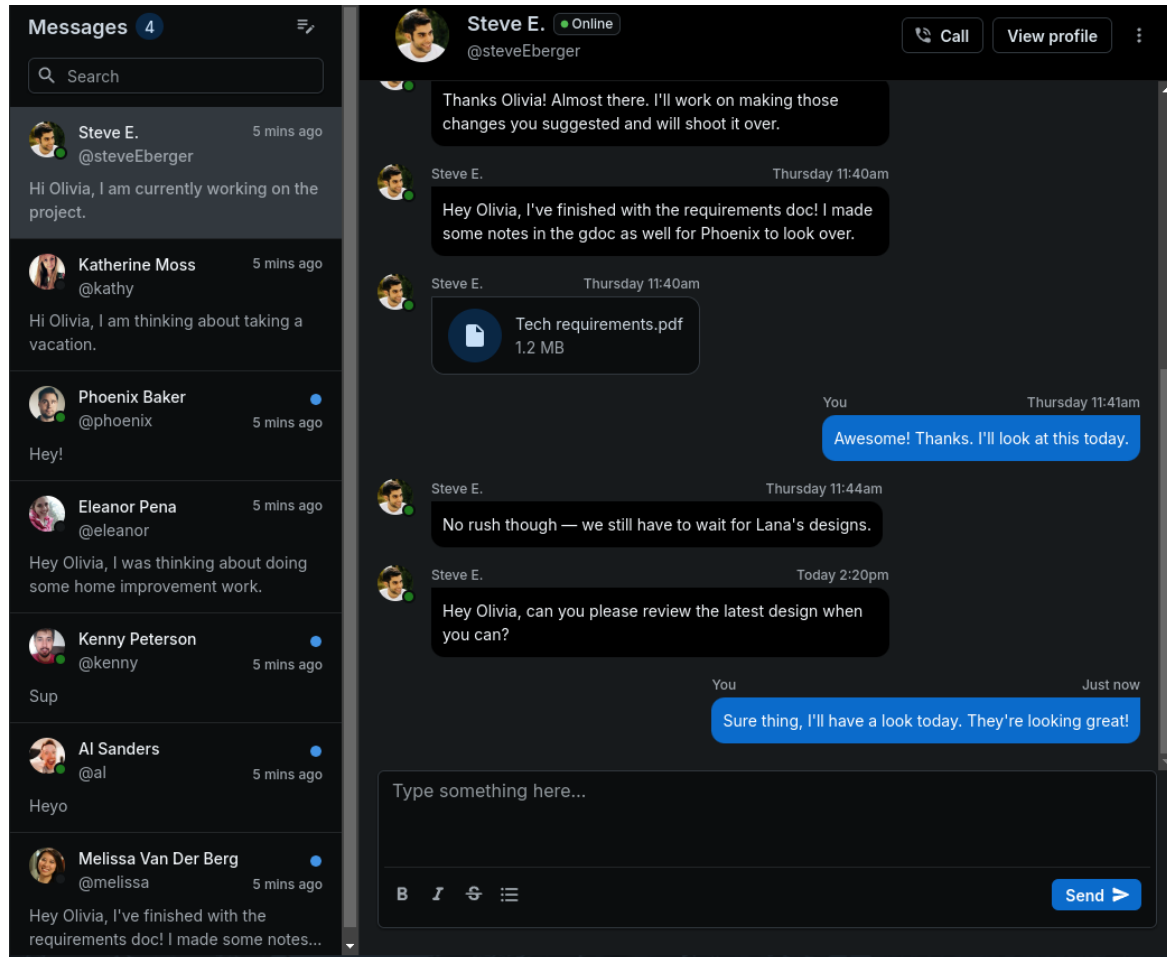 Messages 4
Search
Steve E. 5 mins ago
@steveEberger
Hi Olivia, I am currently working on the
project.
Katherine Moss 5 mins ago
@kathy
Hi Olivia, I am thinking about taking a
vacation.
Phoenix Baker
@phoenix 5 mins ago
Hey!
Eleanor Pena 5 mins ago
@eleanor
Hey Olivia, I was thinking about doing
some home improvement work.
Kenny Peterson
@kenny 5 mins ago
Sup
Al Sanders
@al 5 mins ago
Heyo
Melissa Van Der Berg
@melissa 5 mins ago
Hey Olivia, I've finished with the
requirements doc! I made some notes...
Steve E. Online
@steveEberger
Call View profile
Thanks Olivia! Almost there. I'll work on making those
changes you suggested and will shoot it over.
Steve E. Thursday 11:40am
Hey Olivia, I've finished with the requirements doc! I made
some notes in the gdoc as well for Phoenix to look over.
Steve E. Thursday 11:40am
Tech requirements.pdf
1.2 MB
You Thursday 11:41am
Awesome! Thanks. I'll look at this today.
Steve E. Thursday 11:44am
No rush though — we still have to wait for Lana's designs.
Steve E. Today 2:20pm
Hey Olivia, can you please review the latest design when
you can?
You Just now
Sure thing, I'll have a look today. They're looking great!
Type something here...
B I S
Send